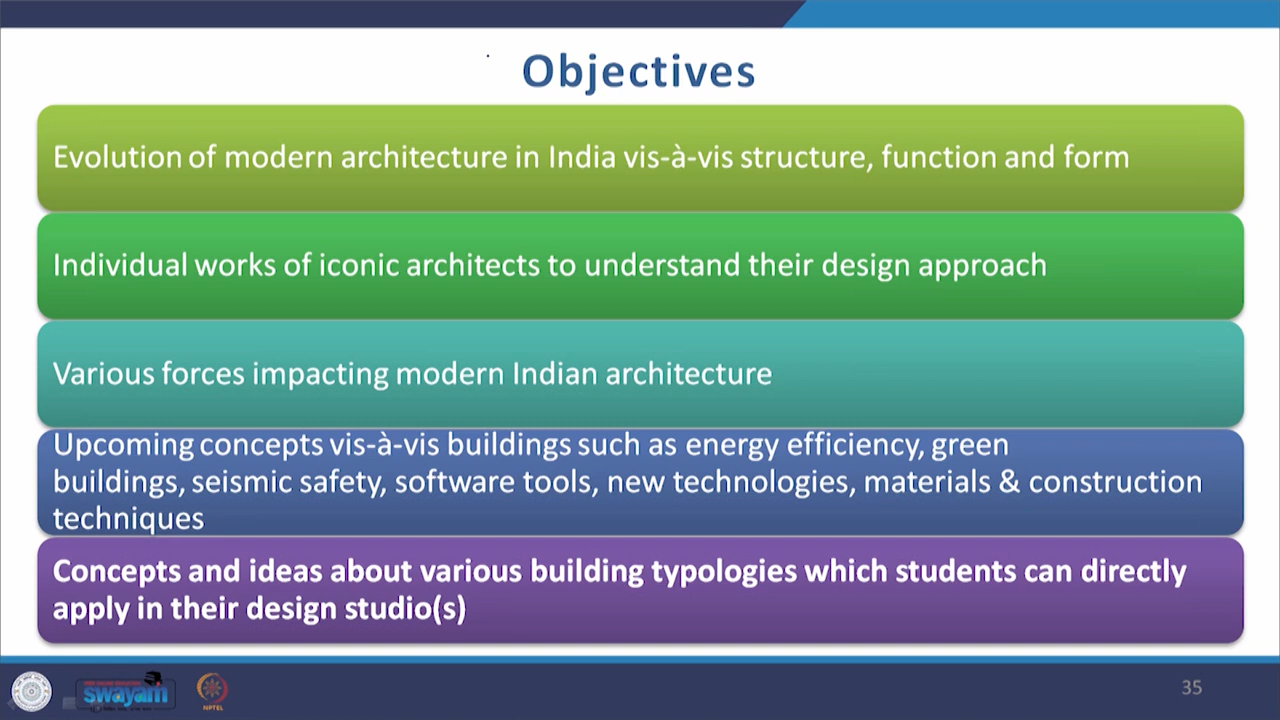 Objectives
Evolution of modern architecture in India vis-à-vis structure, function and form
Individual works of iconic architects to understand their design approach
Various forces impacting modern Indian architecture
Upcoming concepts vis-à-vis buildings such as energy efficiency, green
buildings, seismic safety, software tools, new technologies, materials & construction
techniques
Concepts and ideas about various building typologies which students can directly
apply in their design studio(s)
swayam
NPTEL
35